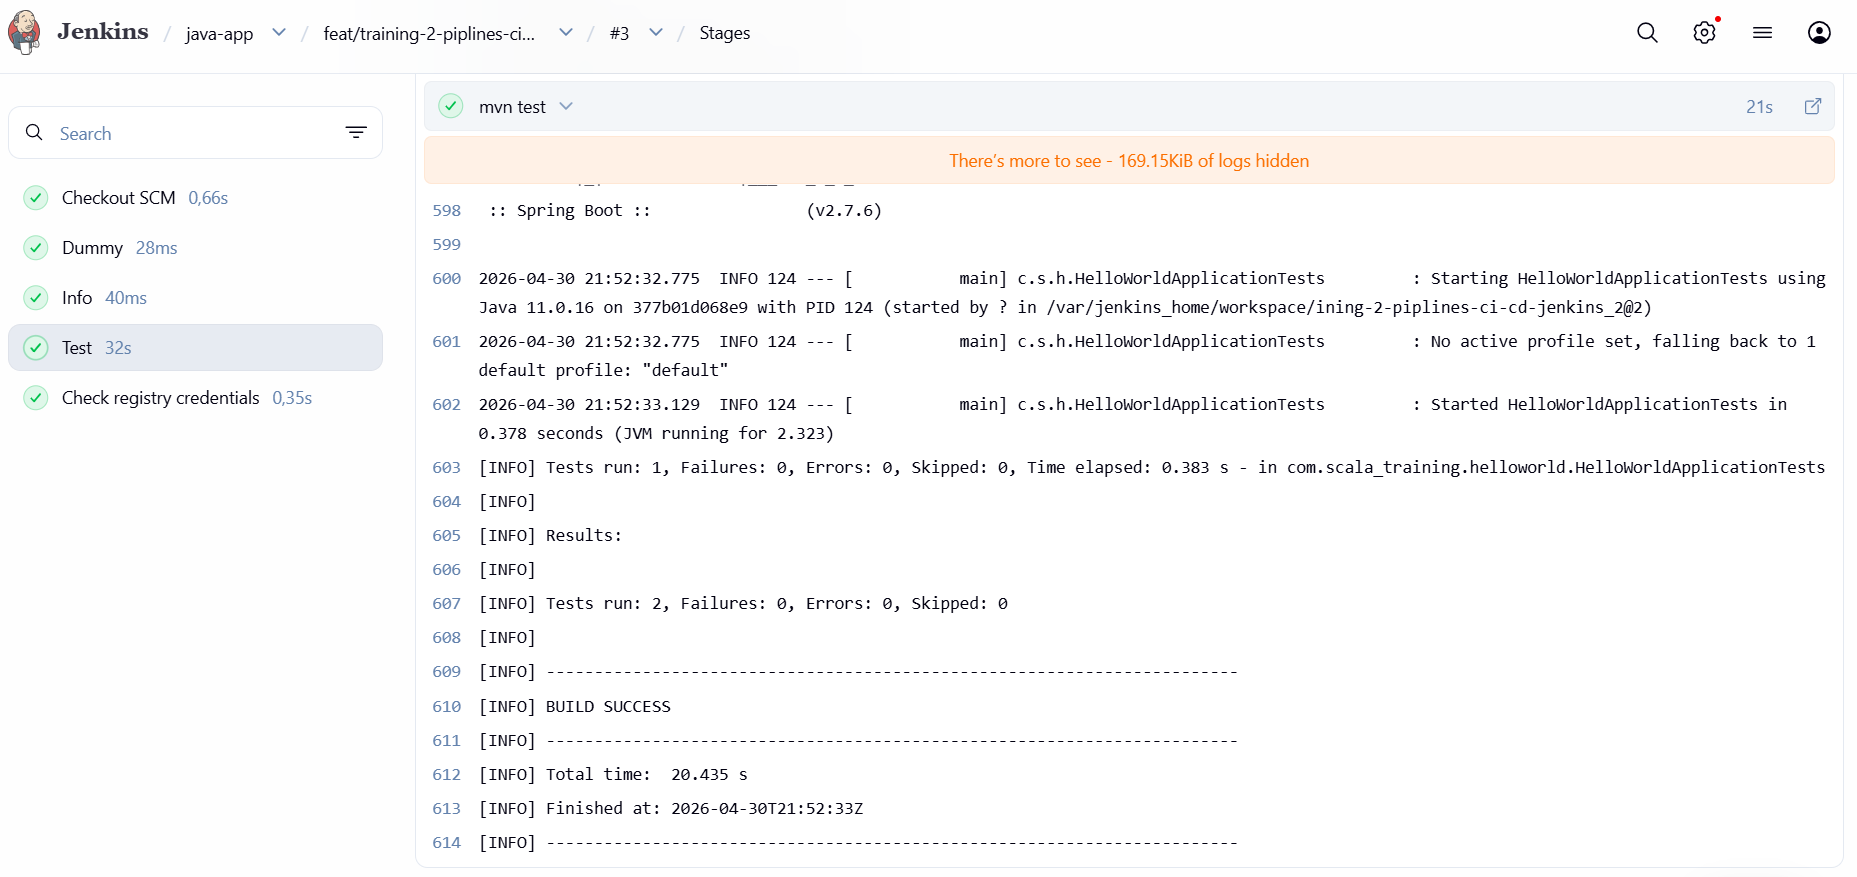 Jenkins / java-app / feat/training-2-piplines-ci... / #3 / Stages
Search
Checkout SCM 0,66s
Dummy 28ms
Info 40ms
Test 32s
Check registry credentials 0,35s
mvn test 21s
There's more to see - 169.15KiB of logs hidden
598 :: Spring Boot :: (v2.7.6)
599
600 2026-04-30 21:52:32.775 INFO 124 --- [ main] c.s.h.HelloWorldApplicationTests : Starting HelloWorldApplicationTests using
Java 11.0.16 on 377b01d068e9 with PID 124 (started by ? in /var/jenkins_home/workspace/ining-2-piplines-ci-cd-jenkins_2@2)
601 2026-04-30 21:52:32.775 INFO 124 --- [ main] c.s.h.HelloWorldApplicationTests : No active profile set, falling back to 1
default profile: "default"
602 2026-04-30 21:52:33.129 INFO 124 --- [ main] c.s.h.HelloWorldApplicationTests : Started HelloWorldApplicationTests in
0.378 seconds (JVM running for 2.323)
603 [INFO] Tests run: 1, Failures: 0, Errors: 0, Skipped: 0, Time elapsed: 0.383 s - in com.scala_training.helloworld.HelloWorldApplicationTests
604 [INFO]
605 [INFO] Results:
606 [INFO]
607 [INFO] Tests run: 2, Failures: 0, Errors: 0, Skipped: 0
608 [INFO]
609 [INFO] ------------------------------------------------------------------------
610 [INFO] BUILD SUCCESS
611 [INFO] ------------------------------------------------------------------------
612 [INFO] Total time: 20.435 s
613 [INFO] Finished at: 2026-04-30T21:52:33Z
614 [INFO] ------------------------------------------------------------------------